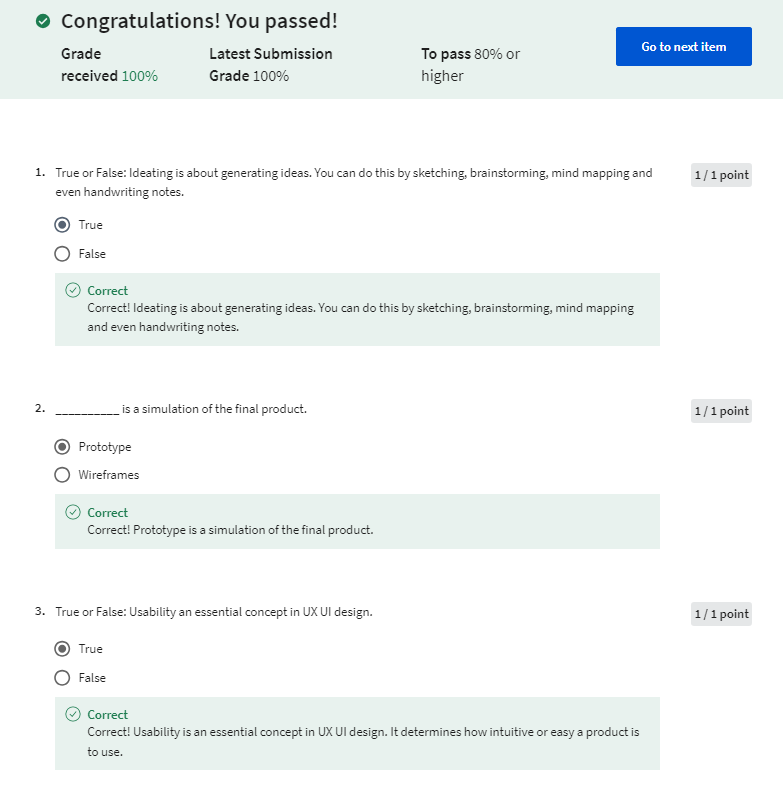 Congratulations! You passed!
Grade received 100%
Latest Submission Grade 100%
To pass 80% or higher
Go to next item
1. True or False: Ideating is about generating ideas. You can do this by sketching, brainstorming, mind mapping and
even handwriting notes.
1 / 1 point
True
False
Correct
Correct! Ideating is about generating ideas. You can do this by sketching, brainstorming, mind mapping
and even handwriting notes.
2. __________ is a simulation of the final product.
1 / 1 point
Prototype
Wireframes
Correct
Correct! Prototype is a simulation of the final product.
3. True or False: Usability an essential concept in UX UI design.
1 / 1 point
True
False
Correct
Correct! Usability is an essential concept in UX UI design. It determines how intuitive or easy a product is
to use.